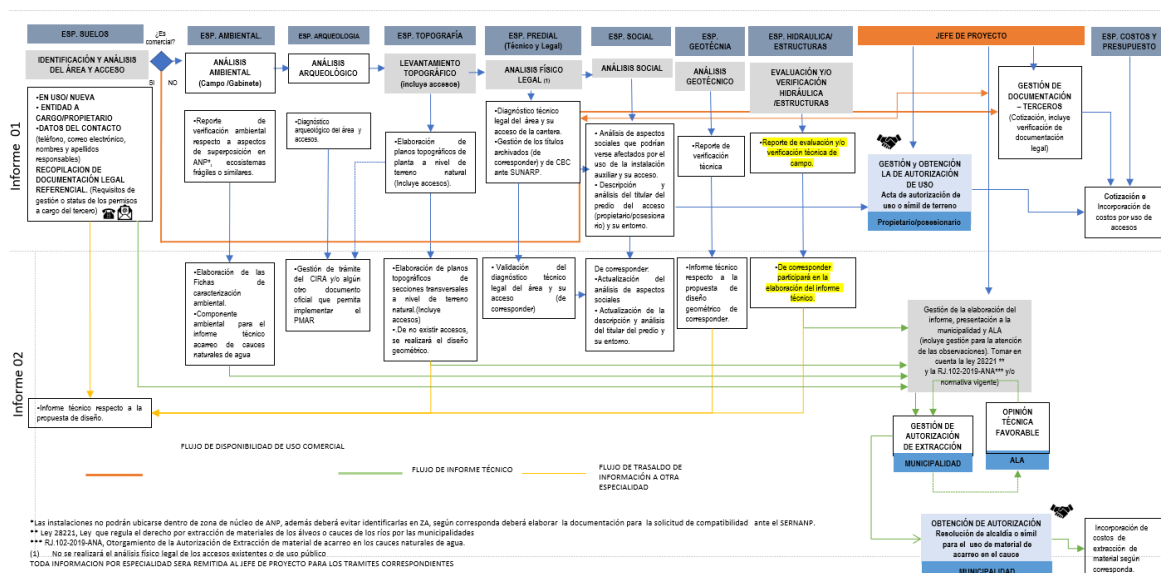 ESP. SUELOS
IDENTIFICACIÓN Y ANÁLISIS
DEL ÁREA Y ACCESO
¿Es
comercial?
SI
NO
ESP. AMBIENTAL.
ANÁLISIS
AMBIENTAL
(Campo /Gabinete)
ESP. ARQUEOLOGIA
ANÁLISIS
ARQUEOLÓGICO
ESP. TOPOGRAFÍA
LEVANTAMIENTO
TOPOGRÁFICO
(incluye accesos)
ESP. PREDIAL
(Técnico y Legal)
ANALISIS FÍSICO
LEGAL (1)
ESP. SOCIAL
ANÁLISIS SOCIAL
ESP.
GEOTÉCNIA
ANÁLISIS
GEOTÉCNICO
ESP. HIDRAULICA/
ESTRUCTURAS
EVALUACIÓN Y/O
VERIFICACIÓN
HIDRÁULICA
/ESTRUCTURAS
JEFE DE PROYECTO
GESTIÓN DE
DOCUMENTACIÓN
– TERCEROS
(Cotización, incluye
verificación de
documentación
legal)
ESP. COSTOS Y
PRESUPUESTO
Informe 01
•EN USO/ NUEVA
• ENTIDAD A
CARGO/PROPIETARIO
•DATOS DEL CONTACTO
(teléfono, correo electrónico,
nombres y apellidos
responsables)
RECOPILACION DE
DOCUMENTACIÓN LEGAL
REFERENCIAL. (Requisitos de
gestión o status de los permisos
a cargo del tercero)
•Reporte de
verificación ambiental
respecto a aspectos
de superposición en
ANP*, ecosistemas
frágiles o similares.
•Diagnóstico
arqueológico del área y
accesos.
•Elaboración de
planos topográficos de
planta a nivel de
terreno natural
(Incluye accesos).
•Diagnóstico técnico
legal del área y su
acceso de la cantera.
•Gestión de los títulos
archivados (de
corresponder) y de CBC
ante SUNARP.
• Análisis de aspectos
sociales que podrían
verse afectados por el
uso de la instalación
auxiliar y su acceso.
• Descripción y
análisis del titular del
predio del acceso
(propietario/posesiona
rio) y su entorno.
•Reporte de
verificación técnica
•Reporte de evaluación y/o
verificación técnica de
campo.
GESTIÓN y OBTENCIÓN
LA DE AUTORIZACIÓN
DE USO
Acta de autorización de
uso o símil de terreno
Propietario/posesionario
Cotización e
Incorporación de
costos por uso de
accesos
Informe 02
•Elaboración de las
Fichas de
caracterización
ambiental.
•Componente
ambiental para el
informe técnico
acarreo de cauces
naturales de agua
•Gestión de trámite
del CIRA y/o algún
otro documento
oficial que permita
implementar el
PMAR
•Elaboración de planos
topográficos de
secciones transversales
a nivel de terreno
natural.(Incluye
accesos)
•De no existir accesos,
se realizará el diseño
geométrico.
•Validación del
diagnóstico técnico
legal del área y su
acceso (de
corresponder)
De corresponder:
•Actualización del
análisis de aspectos
sociales
•Actualización de la
descripción y análisis
del titular del predio y
su entorno.
•Informe técnico
respecto a la
propuesta de
diseño
geométrico de
corresponder.
•De corresponder
participará en la
elaboración del informe
técnico.
Gestión de la elaboración del
informe, presentación a la
municipalidad y ALA
(incluye gestión para la atención
de las observaciones). Tomar en
cuenta la ley 28221 **
y la RJ.102-2019-ANA*** y/o
normativa vigente)
•Informe técnico respecto a la
propuesta de diseño.
GESTIÓN DE
AUTORIZACIÓN
DE EXTRACCIÓN
MUNICIPALIDAD
OPINIÓN
TÉCNICA
FAVORABLE
ALA
FLUJO DE DISPONIBILIDAD DE USO COMERCIAL
FLUJO DE INFORME TÉCNICO
FLUJO DE TRASALDO DE
INFORMACIÓN A OTRA
ESPECIALIDAD
OBTENCIÓN DE AUTORIZACIÓN
Resolución de alcaldía o símil
para el uso de material de
acarreo en el cauce
MUNICIPALIDAD
Incorporación de
costos de
extracción de
material según
corresponda.
*Las instalaciones no podrán ubicarse dentro de zona de núcleo de ANP, además deberá evitar identificarlas en ZA, según corresponda deberá elaborar la documentación para la solicitud de compatibilidad ante el SERNANP.
** Ley 28221, Ley que regula el derecho por extracción de materiales de los álveos o cauces de los ríos por las municipalidades
*** RJ.102-2019-ANA, Otorgamiento de la Autorización de Extracción de material de acarreo en los cauces naturales de agua.
(1) No se realizará el análisis físico legal de los accesos existentes o de uso público
TODA INFORMACION POR ESPECIALIDAD SERA REMITIDA AL JEFE DE PROYECTO PARA LOS TRAMITES CORRESPONDIENTES